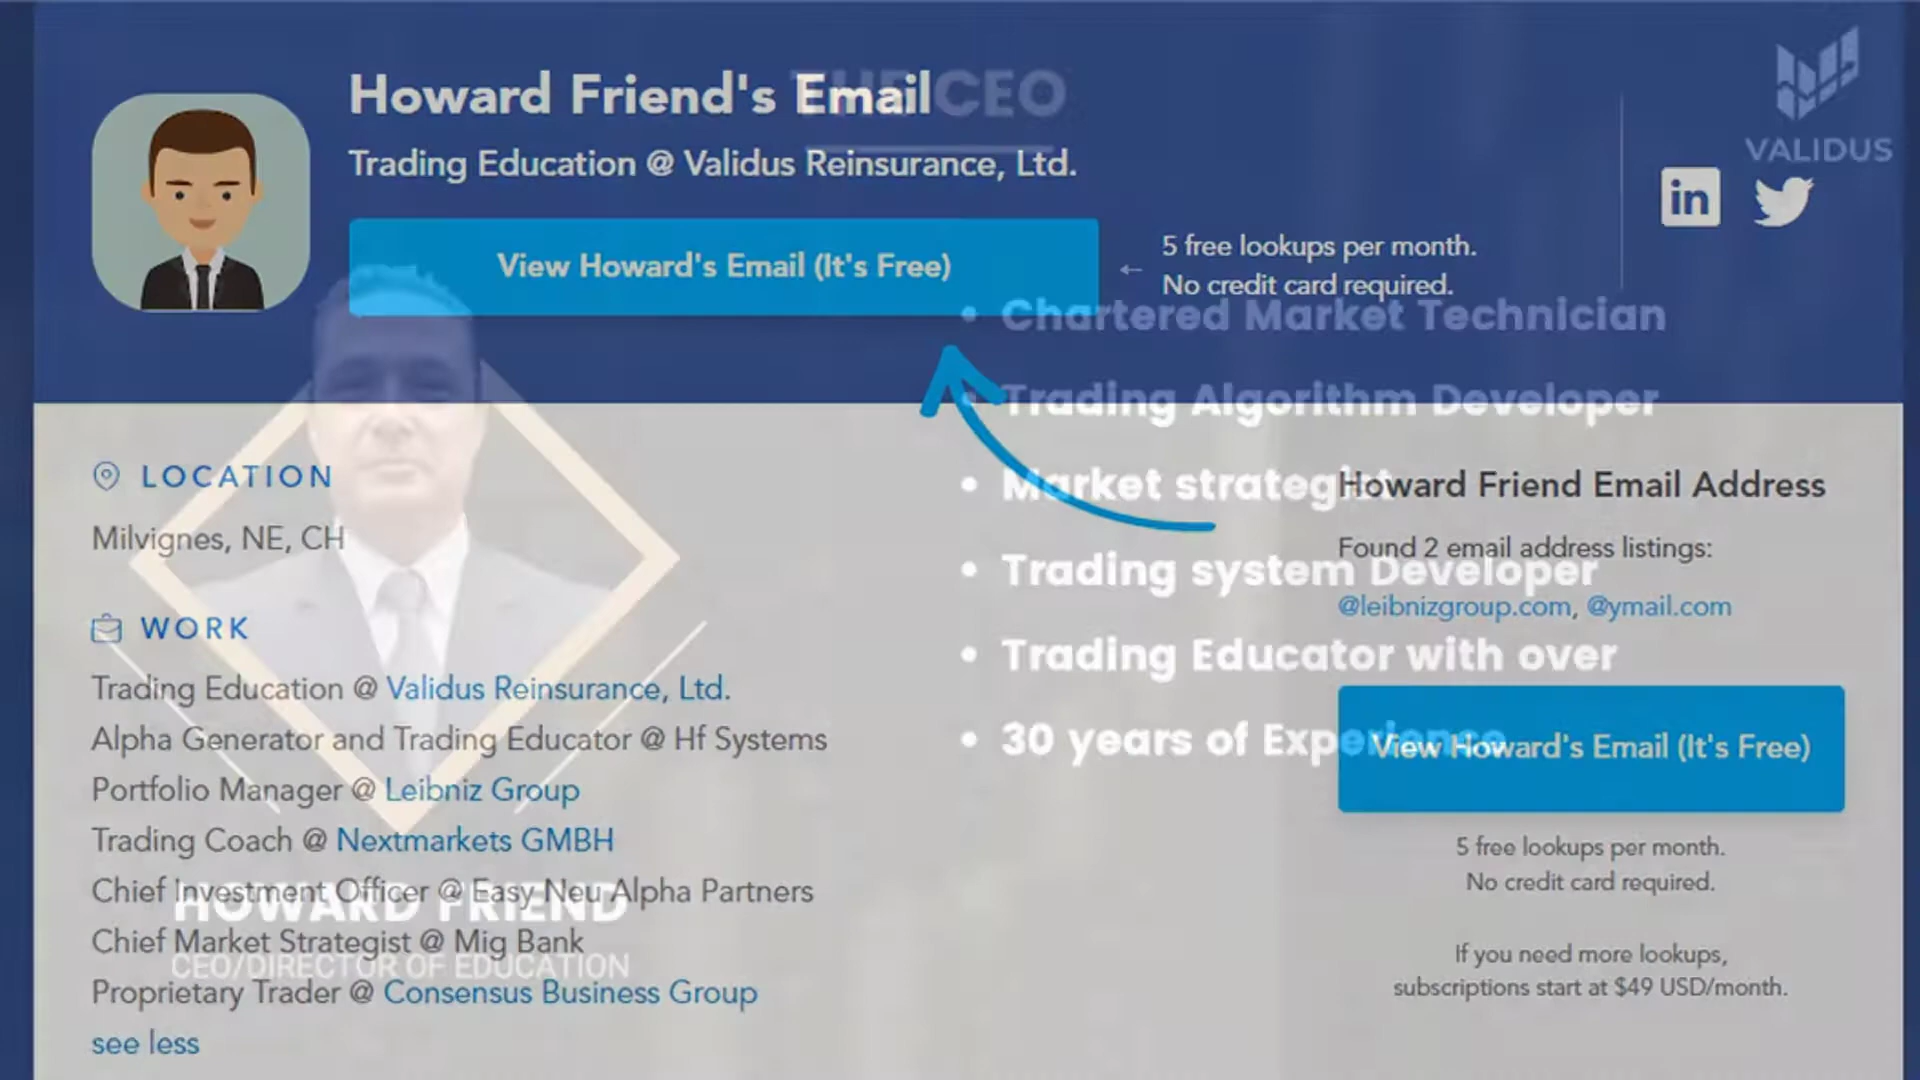 Howard Friend's Email
THE CEO
Trading Education @ Validus Reinsurance, Ltd.
VALIDUS
in
View Howard's Email (It's Free)
← 5 free lookups per month.
No credit card required.
• Chartered Market Technician
• Trading Algorithm Developer
• Market strategist
• Trading system Developer
• Trading Educator with over
• 30 years of Experience
LOCATION
Milvignes, NE, CH
WORK
Trading Education @ Validus Reinsurance, Ltd.
Alpha Generator and Trading Educator @ Hf Systems
Portfolio Manager @ Leibniz Group
Trading Coach @ Nextmarkets GMBH
Chief Investment Officer @ Easy Neu Alpha Partners
Chief Market Strategist @ Mig Bank
Proprietary Trader @ Consensus Business Group
see less
HOWARD FRIEND
CEO/DIRECTOR OF EDUCATION
Howard Friend Email Address
Found 2 email address listings:
@leibnizgroup.com, @ymail.com
View Howard's Email (It's Free)
5 free lookups per month.
No credit card required.
If you need more lookups,
subscriptions start at $49 USD/month.